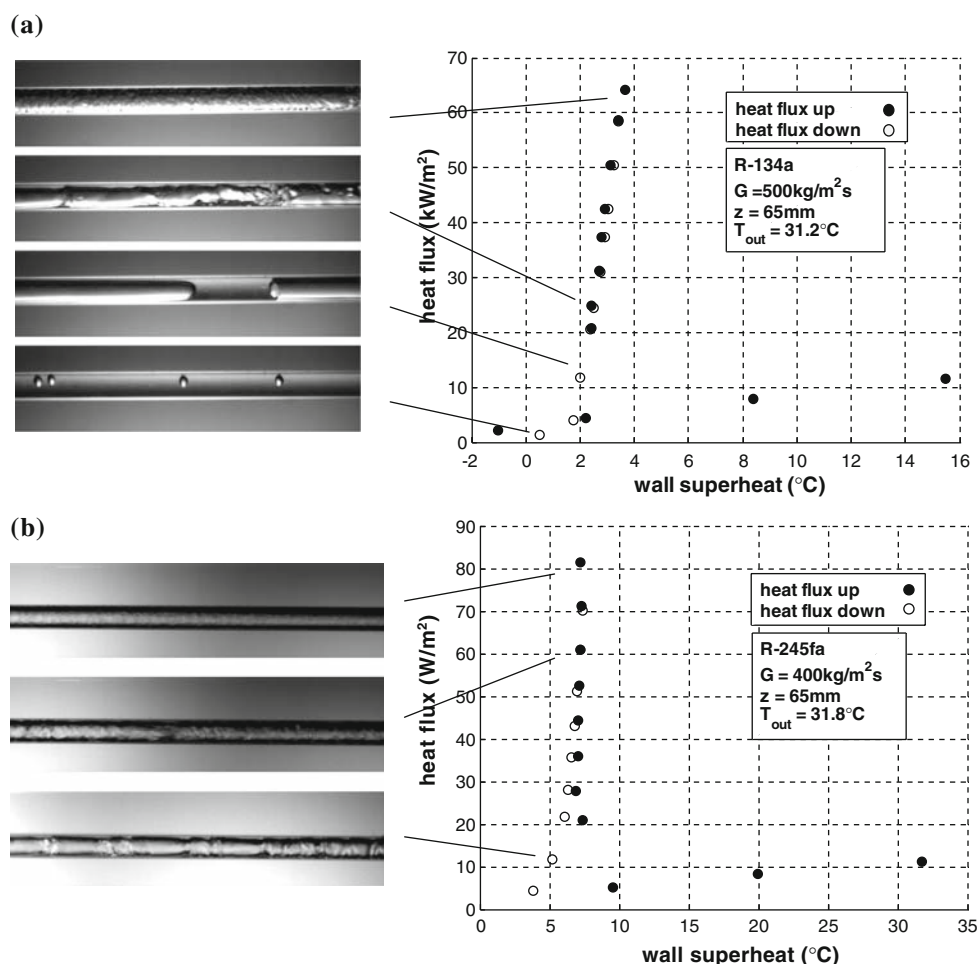 (a)
70
60
50
40
30
20
10
0
heat flux (kW/m²)
heat flux up
heat flux down
R-134a
G =500kg/m²s
z = 65mm
T_out = 31.2°C
-2 0 2 4 6 8 10 12 14 16
wall superheat (°C)
(b)
90
80
70
60
50
40
30
20
10
0
heat flux (W/m²)
heat flux up
heat flux down
R-245fa
G = 400kg/m²s
z = 65mm
T_out = 31.8°C
0 5 10 15 20 25 30 35
wall superheat (°C)